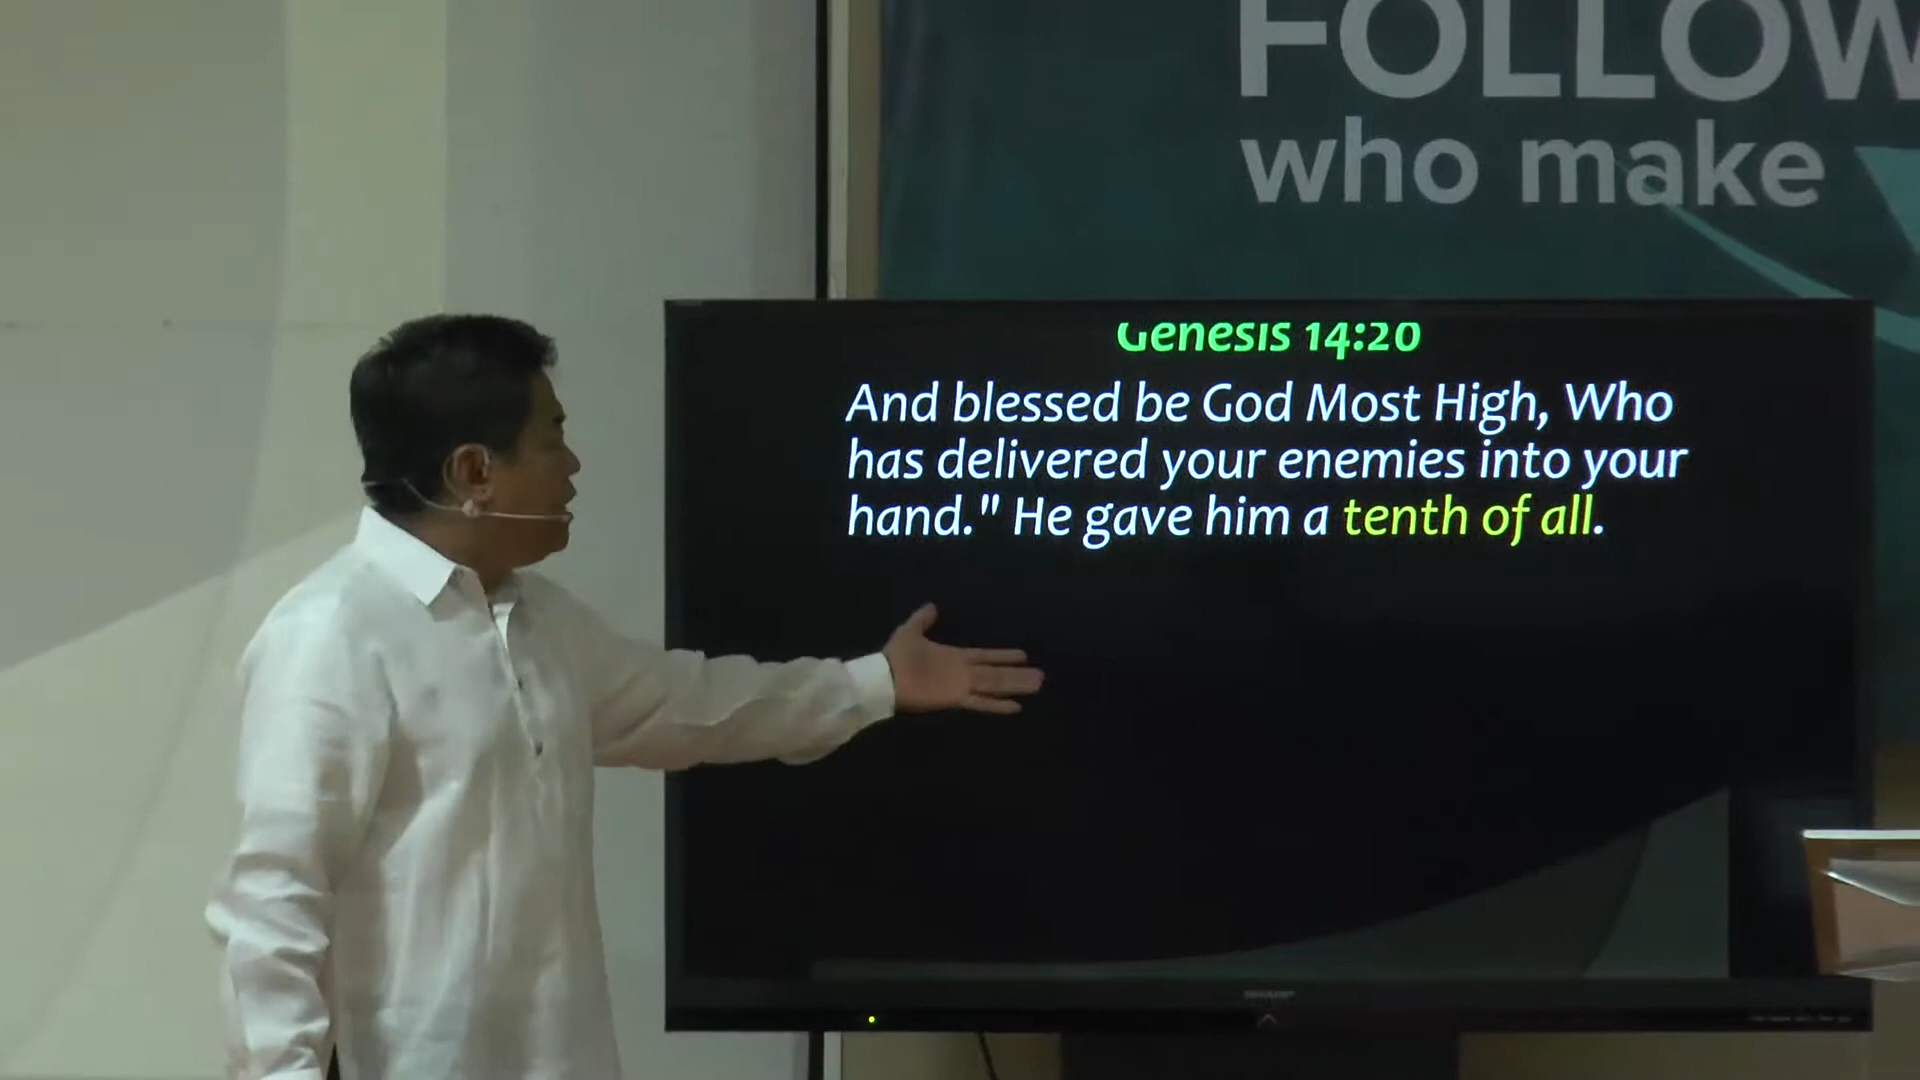 FOLLOW
who make
Genesis 14:20
And blessed be God Most High, Who
has delivered your enemies into your
hand." He gave him a tenth of all.
SHARP